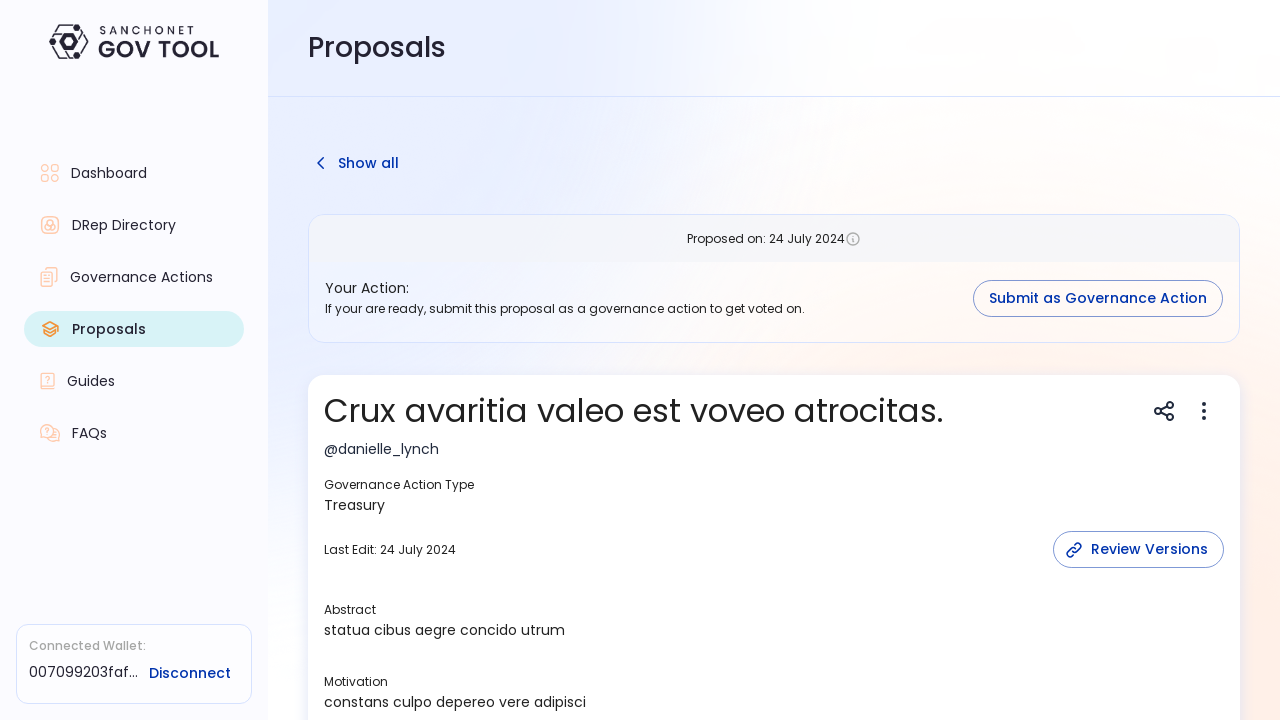 SANCHONET
GOV TOOL
Proposals
Show all
Dashboard
DRep Directory
Governance Actions
Proposals
Guides
FAQs
Connected Wallet:
007099203faf...
Disconnect
Proposed on: 24 July 2024
Your Action:
If your are ready, submit this proposal as a governance action to get voted on.
Submit as Governance Action
Crux avaritia valeo est voveo atrocitas.
@danielle_lynch
Governance Action Type
Treasury
Last Edit: 24 July 2024
Review Versions
Abstract
statua cibus aegre concido utrum
Motivation
constans culpo depereo vere adipisci